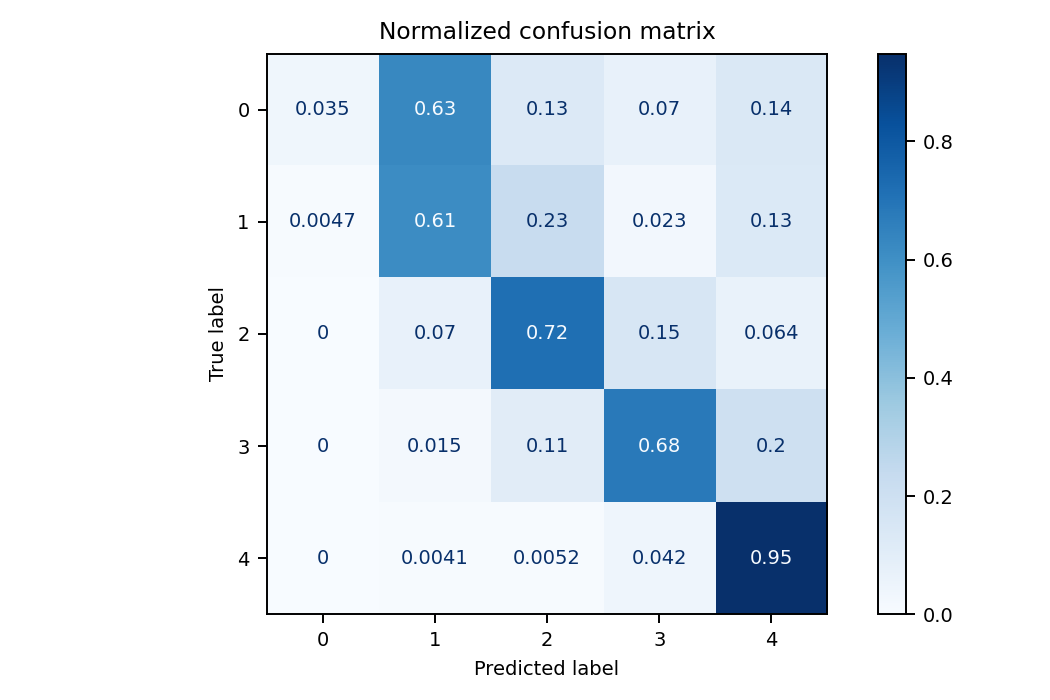 Normalized confusion matrix
0 0.035 0.63 0.13 0.07 0.14
0.8
1 0.0047 0.61 0.23 0.023 0.13
0.6
True label
2 0 0.07 0.72 0.15 0.064
0.4
3 0 0.015 0.11 0.68 0.2
0.2
4 0 0.0041 0.0052 0.042 0.95
0.0
0 1 2 3 4
Predicted label